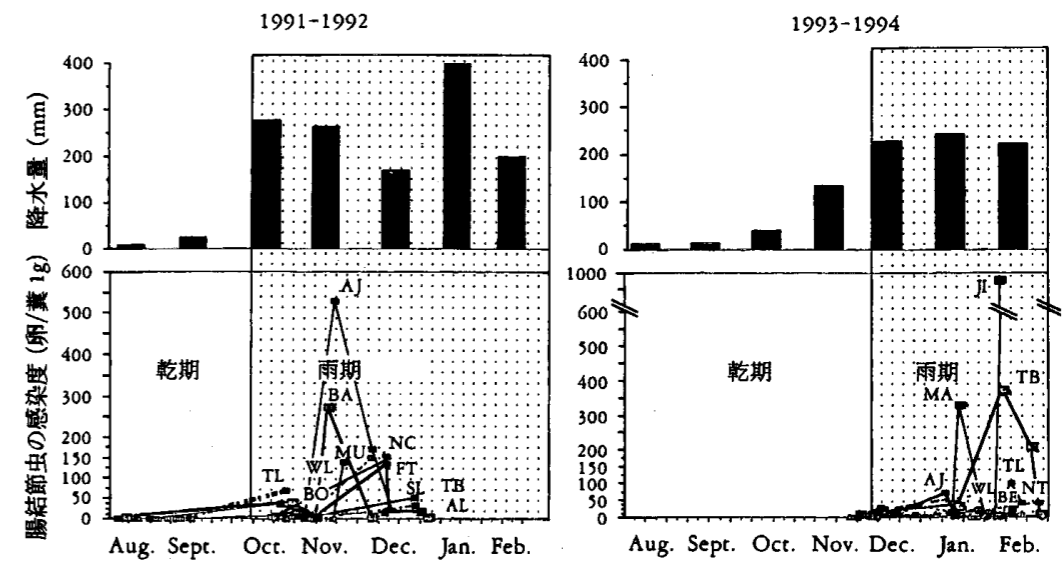 1991-1992
1993-1994
降水量 (mm)
400
300
200
100
0
400
300
200
100
0
腸結節虫の感染度 (卵/糞 1g)
600
500
400
300
200
150
100
50
0
乾期
雨期
AJ
BA
MU
NC
WL
FT
TL
BO
SJ
TB
AL
1000
600
500
400
300
200
150
100
50
0
乾期
雨期
JI
TB
MA
TL
AJ
WL
BE
NT
Aug. Sept. Oct. Nov. Dec. Jan. Feb.
Aug. Sept. Oct. Nov. Dec. Jan. Feb.